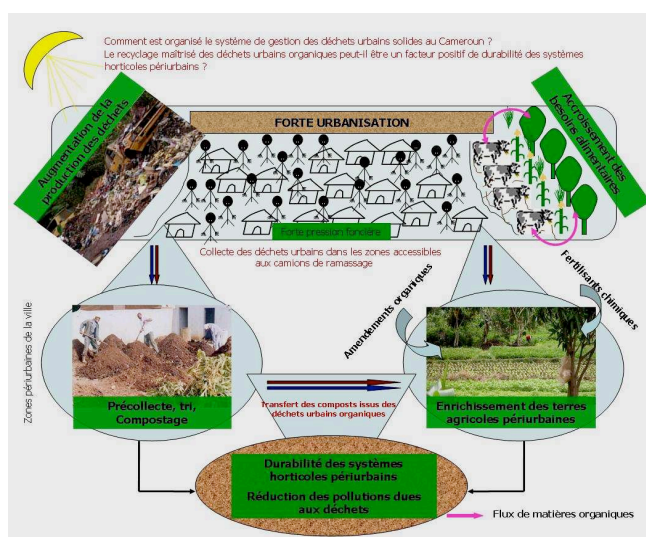 Comment est organisé le système de gestion des déchets urbains solides au Cameroun ?
Le recyclage maîtrisé des déchets urbains organiques peut-il être un facteur positif de durabilité des systèmes
horticoles périurbains ?
Augmentation de la
production des déchets
FORTE URBANISATION
Accroissement des
besoins alimentaires
Forte pression foncière
Collecte des déchets urbains dans les zones accessibles
aux camions de ramassage
Zones périurbaines de la ville
Amendements organiques
Fertilisants chimiques
Précollecte, tri,
Compostage
Transfert des composts issus des
déchets urbains organiques
Enrichissement des terres
agricoles périurbaines
Durabilité des systèmes
horticoles périurbains
Réduction des pollutions dues
aux déchets
Flux de matières organiques